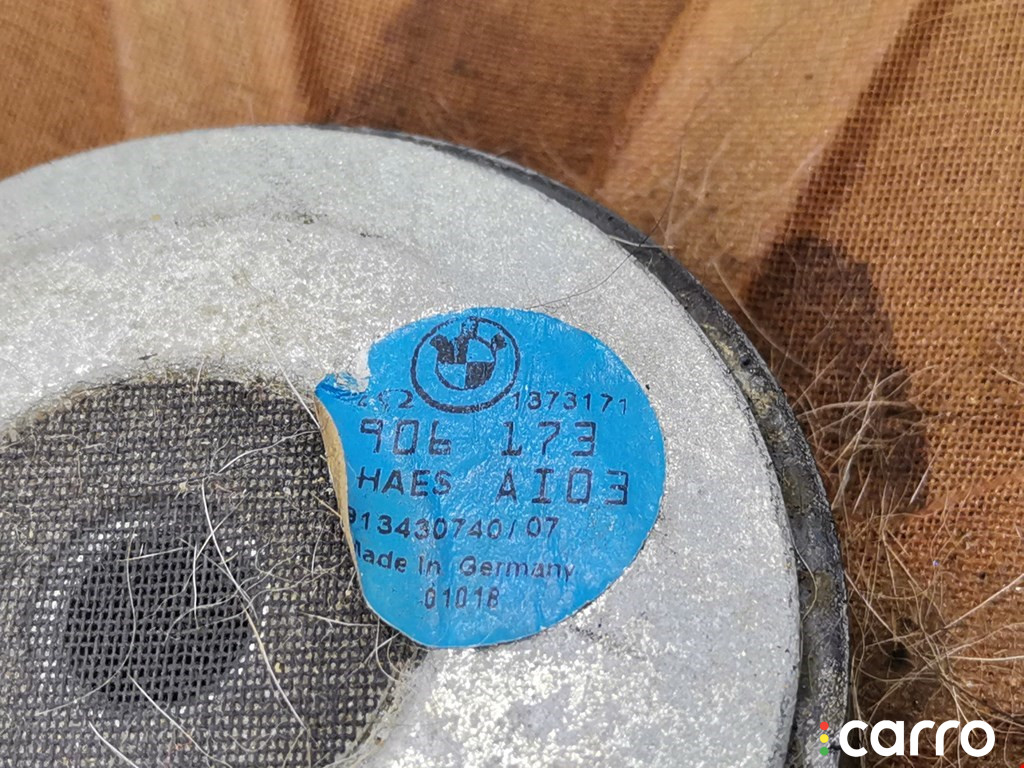 1373171
906 173
HAES AI03
913430740/07
Made In Germany
01018
carro